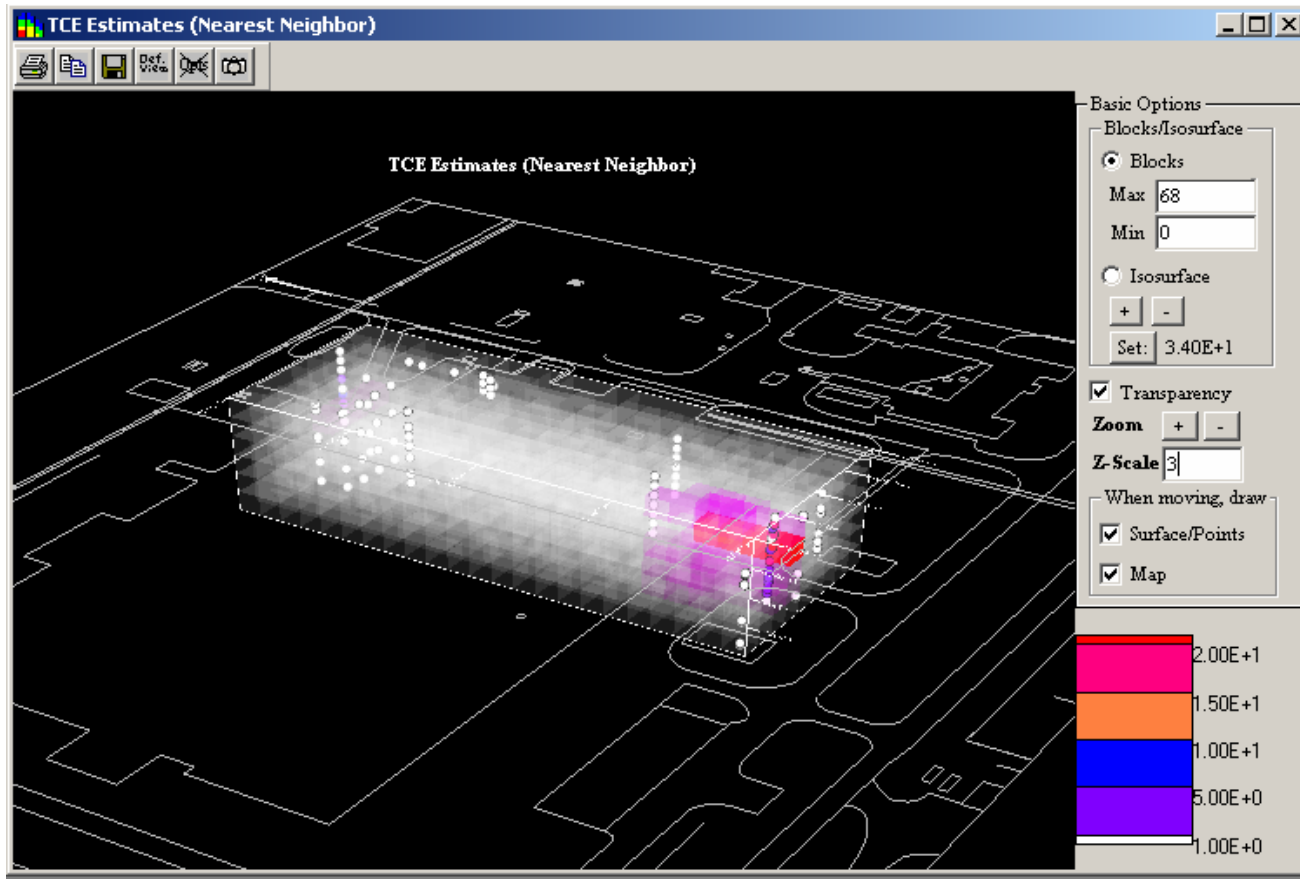 TCE Estimates (Nearest Neighbor)
Def. View
TCE Estimates (Nearest Neighbor)
Basic Options
Blocks/Isosurface
Blocks
Max 68
Min 0
Isosurface
+ -
Set: 3.40E+1
Transparency
Zoom + -
Z-Scale 3
When moving, draw
Surface/Points
Map
2.00E+1
1.50E+1
1.00E+1
5.00E+0
1.00E+0